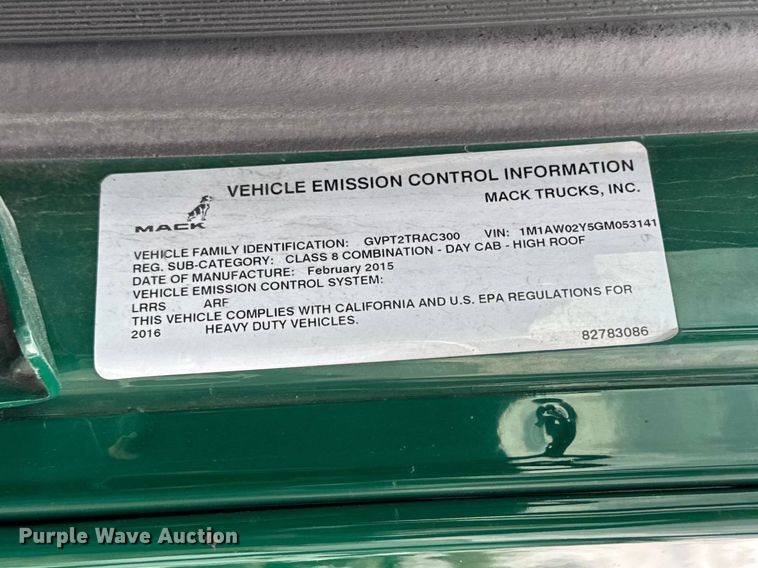 VEHICLE EMISSION CONTROL INFORMATION
MACK TRUCKS, INC.
MACK
VEHICLE FAMILY IDENTIFICATION: GVPT2TRAC300 VIN: 1M1AW02Y5GM053141
REG. SUB-CATEGORY: CLASS 8 COMBINATION - DAY CAB - HIGH ROOF
DATE OF MANUFACTURE: February 2015
VEHICLE EMISSION CONTROL SYSTEM:
LRRS ARF
THIS VEHICLE COMPLIES WITH CALIFORNIA AND U.S. EPA REGULATIONS FOR
2016 HEAVY DUTY VEHICLES.
82783086
Purple Wave Auction